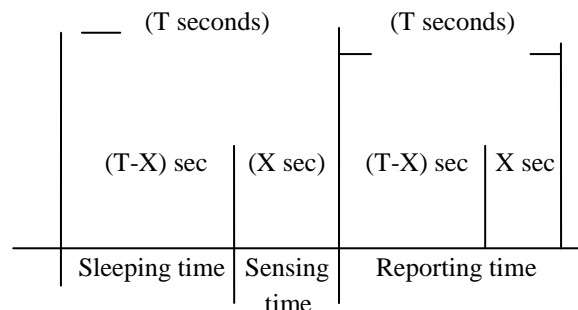 (T seconds) (T seconds)
(T-X) sec (X sec) (T-X) sec X sec
Sleeping time Sensing Reporting time
time